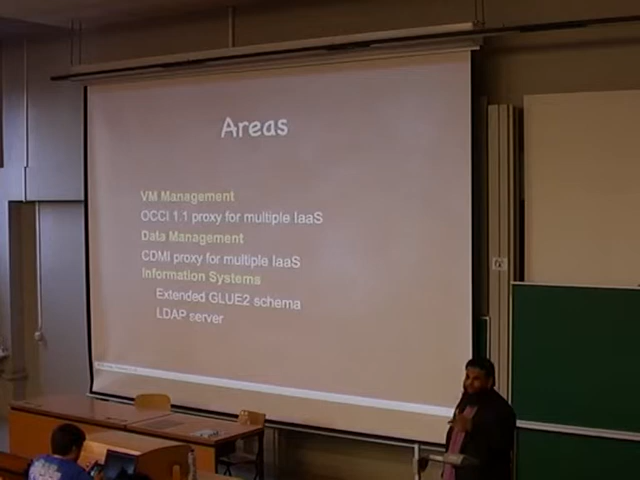 Areas
VM Management
OCCI 1.1 proxy for multiple IaaS
Data Management
CDMI proxy for multiple IaaS
Information Systems
Extended GLUE2 schema
LDAP server